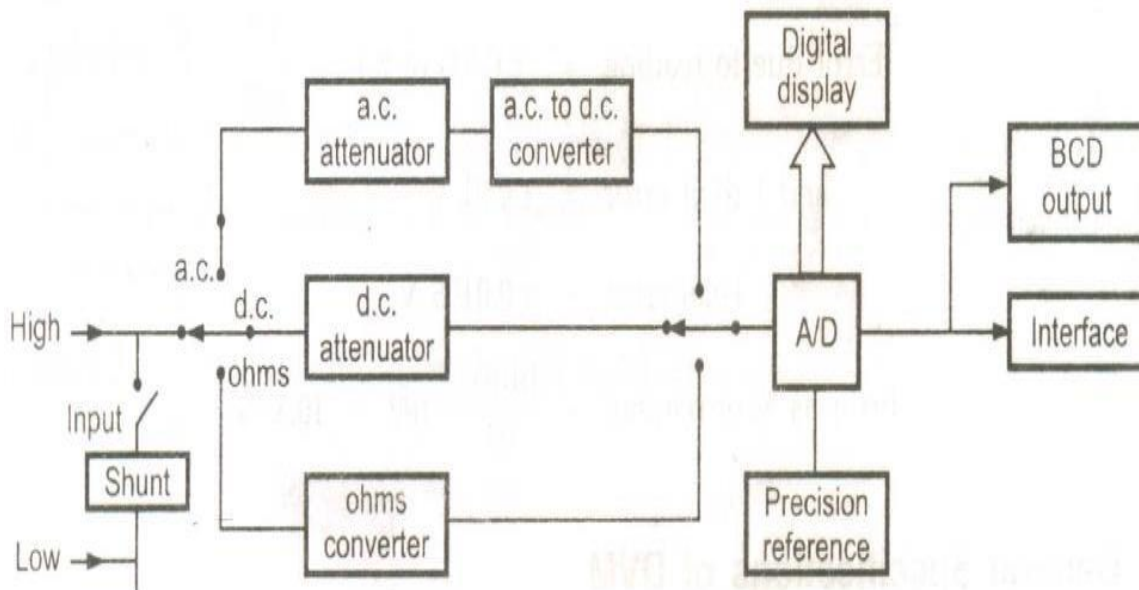 Digital
display
a.c.
attenuator
a.c. to d.c.
converter
BCD
output
a.c.
High
d.c.
d.c.
attenuator
A/D
Interface
ohms
Input
Shunt
ohms
converter
Precision
reference
Low